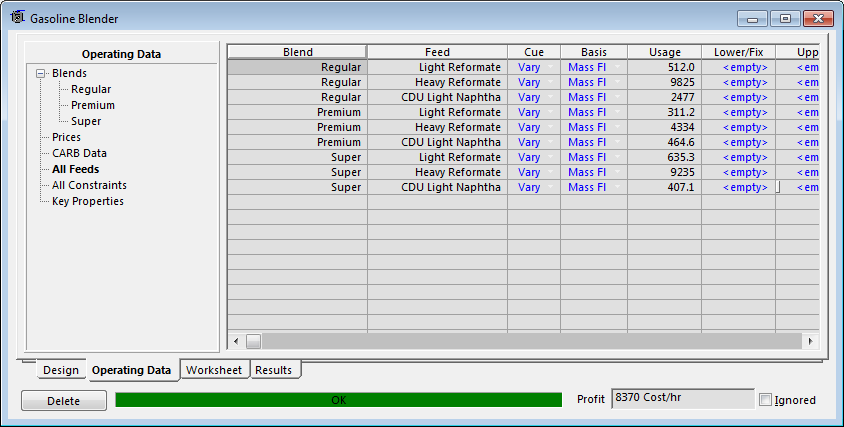 Gasoline Blender
Operating Data
Blends
Regular
Premium
Super
Prices
CARB Data
All Feeds
All Constraints
Key Properties
Blend Feed Cue Basis Usage Lower/Fix Upp
Regular Light Reformate Vary Mass Fl 512.0 <empty> <em
Regular Heavy Reformate Vary Mass Fl 9825 <empty> <em
Regular CDU Light Naphtha Vary Mass Fl 2477 <empty> <em
Premium Light Reformate Vary Mass Fl 311.2 <empty> <em
Premium Heavy Reformate Vary Mass Fl 4334 <empty> <em
Premium CDU Light Naphtha Vary Mass Fl 464.6 <empty> <em
Super Light Reformate Vary Mass Fl 635.3 <empty> <em
Super Heavy Reformate Vary Mass Fl 9235 <empty> <em
Super CDU Light Naphtha Vary Mass Fl 407.1 <empty> <em
Design Operating Data Worksheet Results
Delete OK Profit 8370 Cost/hr Ignored